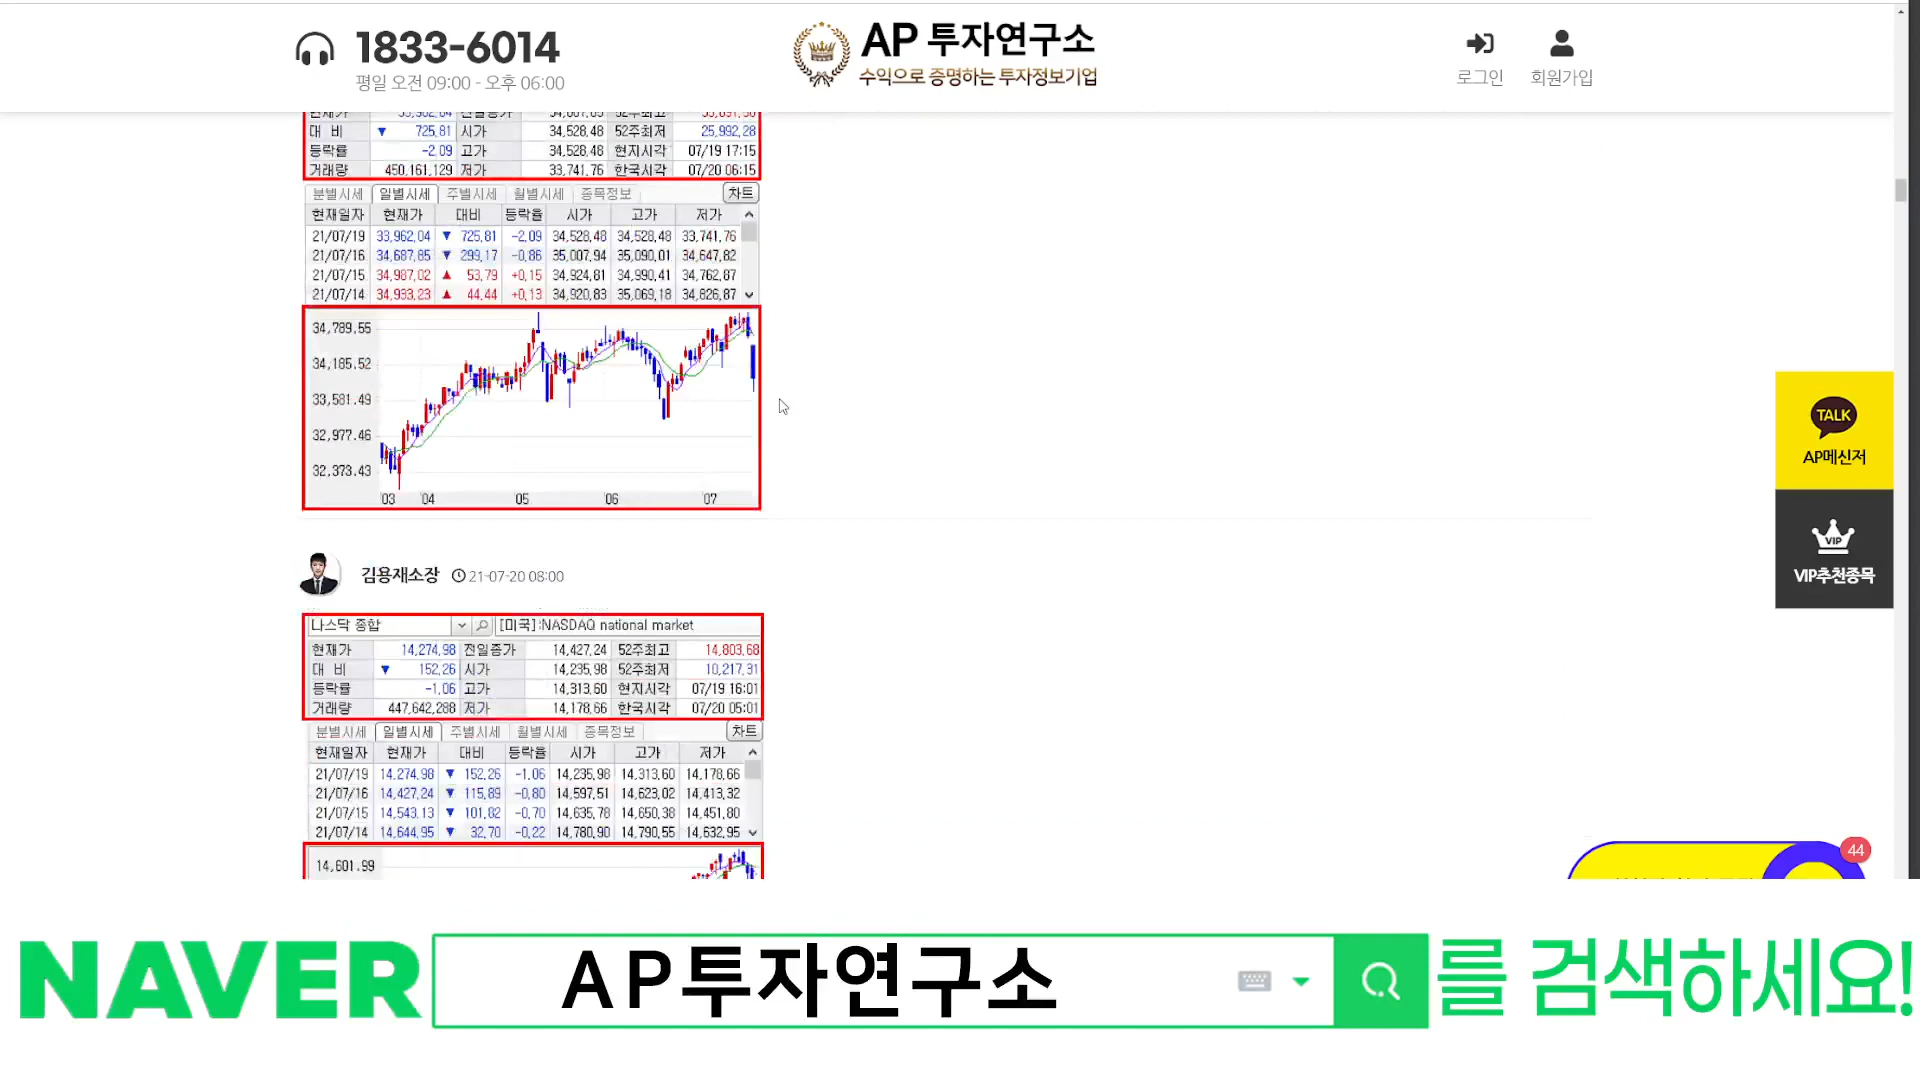 1833-6014
평일 오전 09:00 - 오후 06:00
AP 투자연구소
수익으로 증명하는 투자정보기업
로그인 회원가입
대 비 ▼ 725.81 시가 34,528.48 52주최저 25,992.28
등락률 -2.09 고가 34,528.48 현지시각 07/19 17:15
거래량 450,161,129 저가 33,741.76 한국시각 07/20 06:15
분별시세 일별시세 주별시세 월별시세 종목정보 차트
현재일자 현재가 대비 등락율 시가 고가 저가
21/07/19 33,962.04 ▼ 725.81 -2.09 34,528.48 34,528.48 33,741.76
21/07/16 34,687.85 ▼ 299.17 -0.86 35,007.94 35,090.01 34,647.82
21/07/15 34,987.02 ▲ 53.79 +0.15 34,924.81 34,990.41 34,762.87
21/07/14 34,933.23 ▲ 44.44 +0.13 34,920.83 35,069.18 34,826.87
34,789.55
34,185.52
33,581.49
32,977.46
32,373.43
'03 '04 '05 '06 '07
TALK
AP메신저
VIP
VIP추천종목
김용재소장 21-07-20 08:00
나스닥 종합 [미국]:NASDAQ national market
현재가 14,274.98 전일종가 14,427.24 52주최고 14,803.68
대 비 ▼ 152.26 시가 14,235.98 52주최저 10,217.31
등락률 -1.06 고가 14,313.60 현지시각 07/19 16:01
거래량 447,642,288 저가 14,178.66 한국시각 07/20 05:01
분별시세 일별시세 주별시세 월별시세 종목정보 차트
현재일자 현재가 대비 등락율 시가 고가 저가
21/07/19 14,274.98 ▼ 152.26 -1.06 14,235.98 14,313.60 14,178.66
21/07/16 14,427.24 ▼ 115.89 -0.80 14,597.51 14,623.02 14,413.32
21/07/15 14,543.13 ▼ 101.82 -0.70 14,635.78 14,650.38 14,451.80
21/07/14 14,644.95 ▼ 32.70 -0.22 14,780.90 14,790.55 14,632.95
14,601.99
44
NAVER AP투자연구소 를 검색하세요!